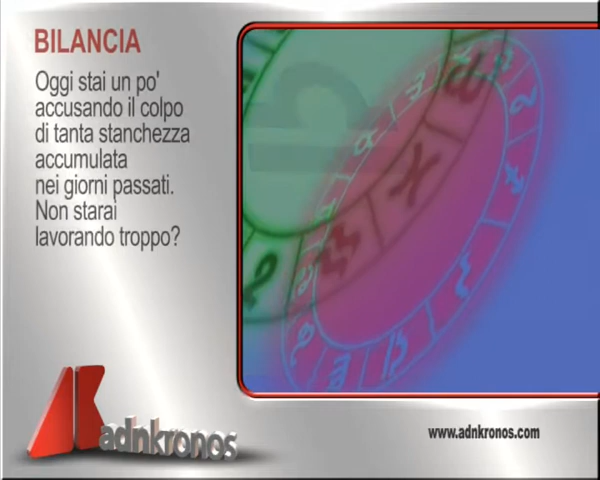 BILANCIA
Oggi stai un po'
accusando il colpo
di tanta stanchezza
accumulata
nei giorni passati.
Non starai
lavorando troppo?
adnkronos
www.adnkronos.com